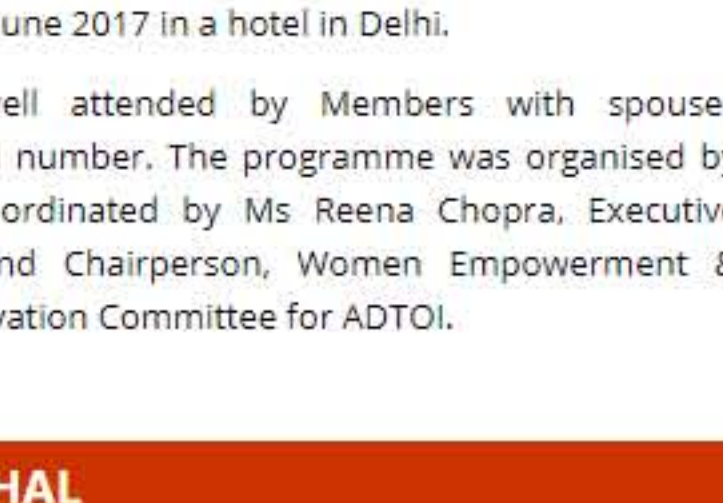 une 2017 in a hotel in Delhi.
ell attended by Members with spouse
number. The programme was organised by
ordinated by Ms Reena Chopra, Executive
nd Chairperson, Women Empowerment &
vation Committee for ADTOI.
HAL